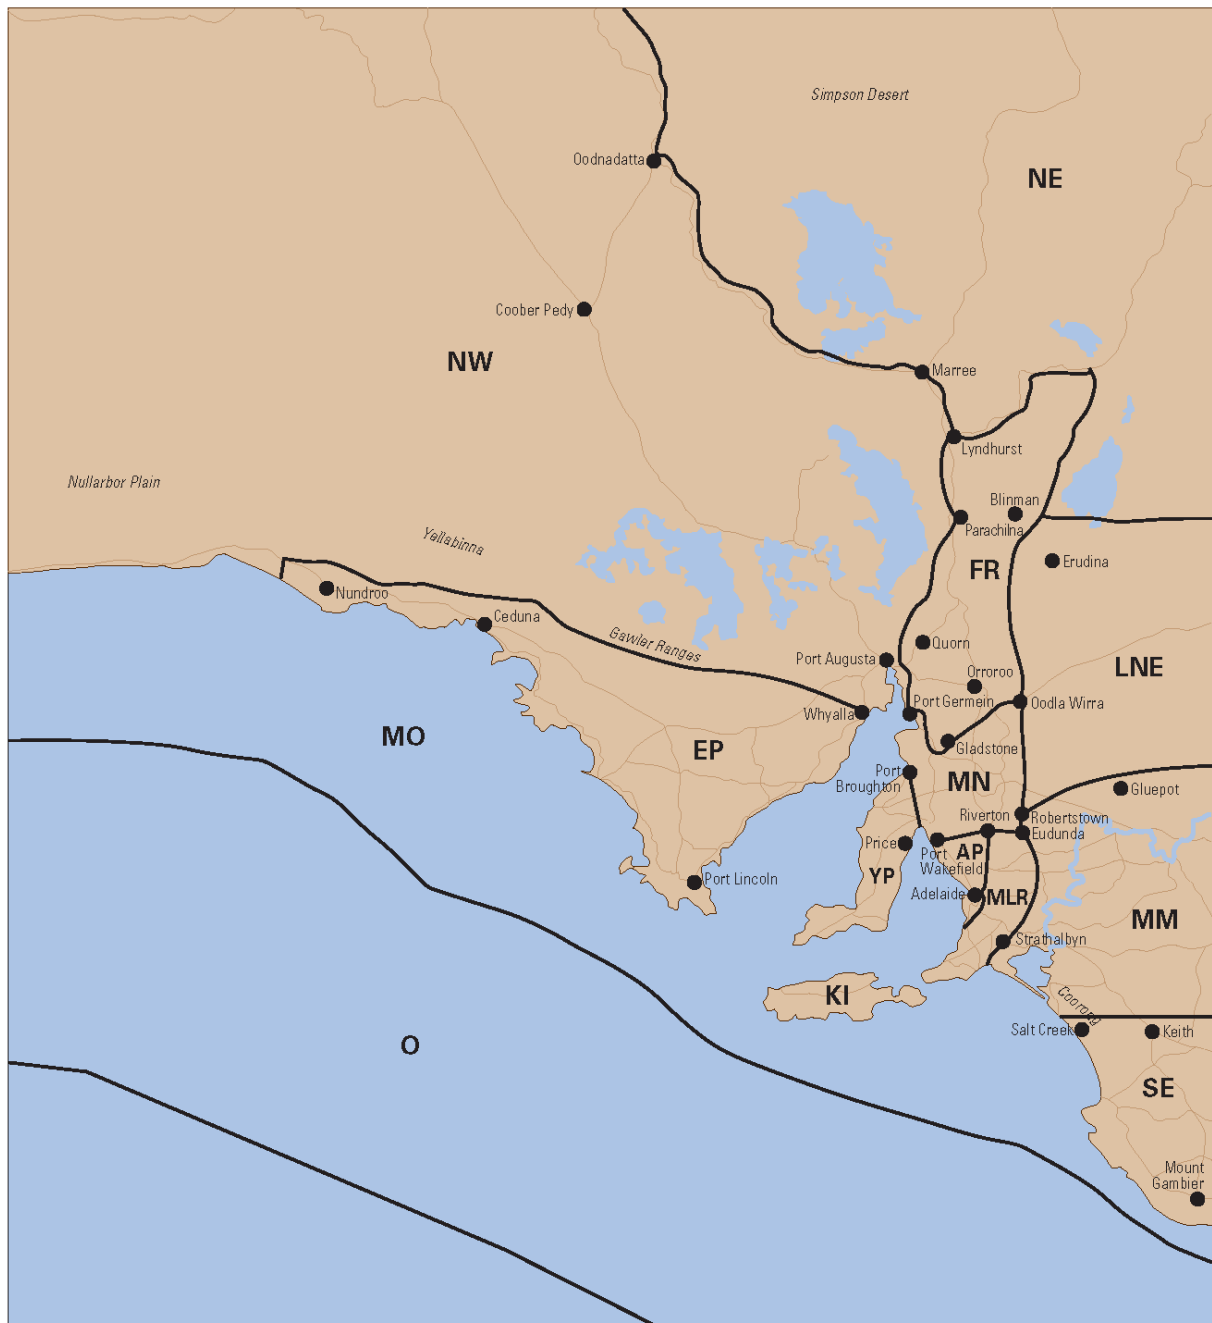 Simpson Desert
Oodnadatta
NE
Coober Pedy
NW
Marree
Lyndhurst
Nullarbor Plain
Blinman
Parachilna
Yellabinna
Erudina
FR
Nundroo
Ceduna
Gawler Ranges
Quorn
Port Augusta
Orroroo
LNE
Port Germein
Oodla Wirra
Whyalla
MO
EP
Gladstone
Port
Broughton
MN
Gluepot
Riverton
Robertstown
Eudunda
Price
Port
Wakefield
AP
YP
Port Lincoln
Adelaide
MLR
MM
Strathalbyn
KI
Coorong
Salt Creek
Keith
O
SE
Mount
Gambier